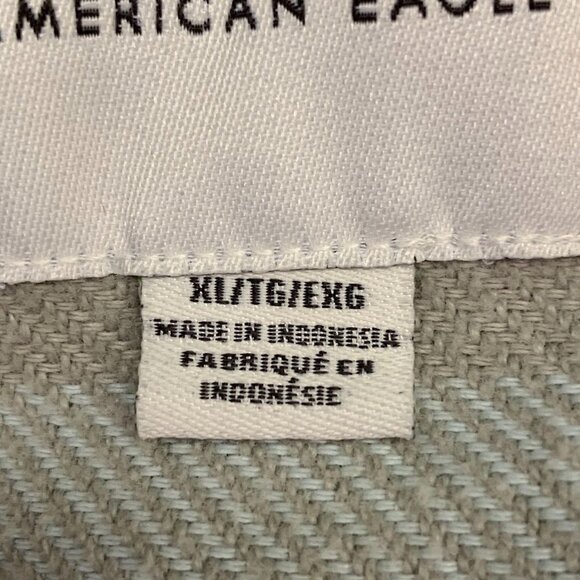 AMERICAN EAGLE
XL/TG/EXG
MADE IN INDONESIA
FABRIQUÉ EN
INDONÉSIE